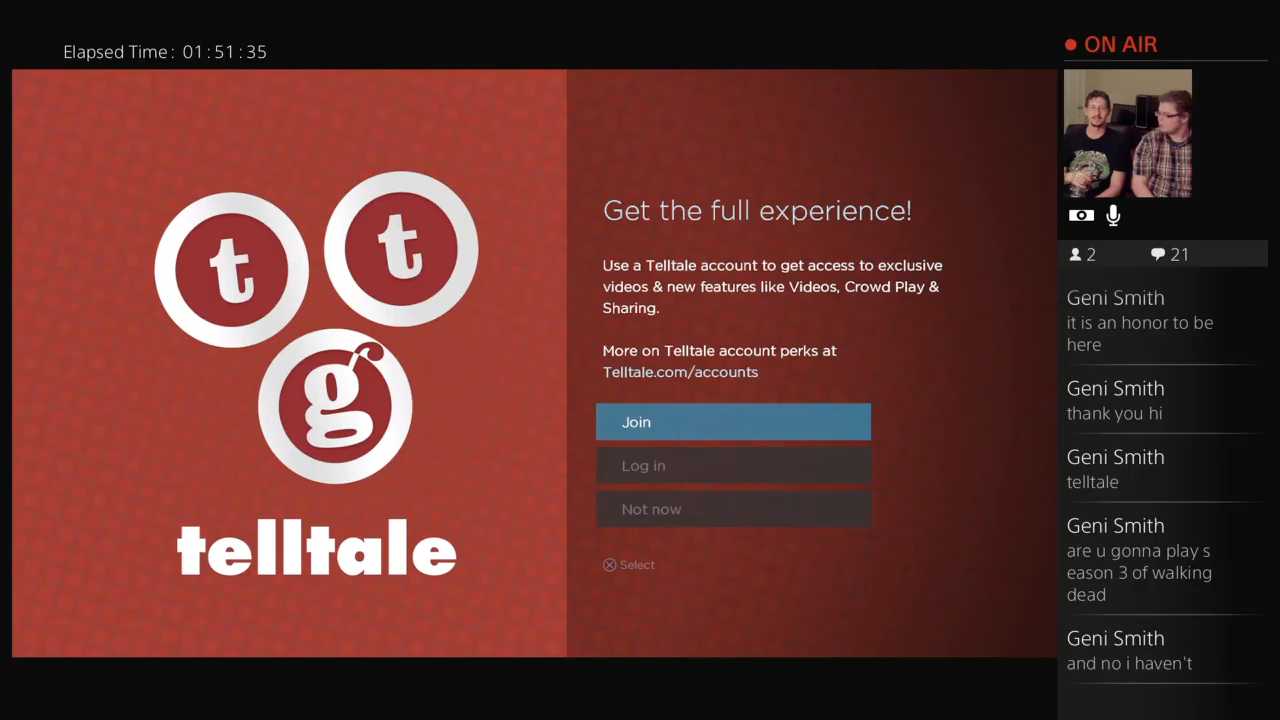 Elapsed Time: 01:51:35
ON AIR
t t
g
telltale
Get the full experience!
Use a Telltale account to get access to exclusive
videos & new features like Videos, Crowd Play &
Sharing.
More on Telltale account perks at
Telltale.com/accounts
Join
Log in
Not now
Select
2 21
Geni Smith
it is an honor to be
here
Geni Smith
thank you hi
Geni Smith
telltale
Geni Smith
are u gonna play s
eason 3 of walking
dead
Geni Smith
and no i haven't